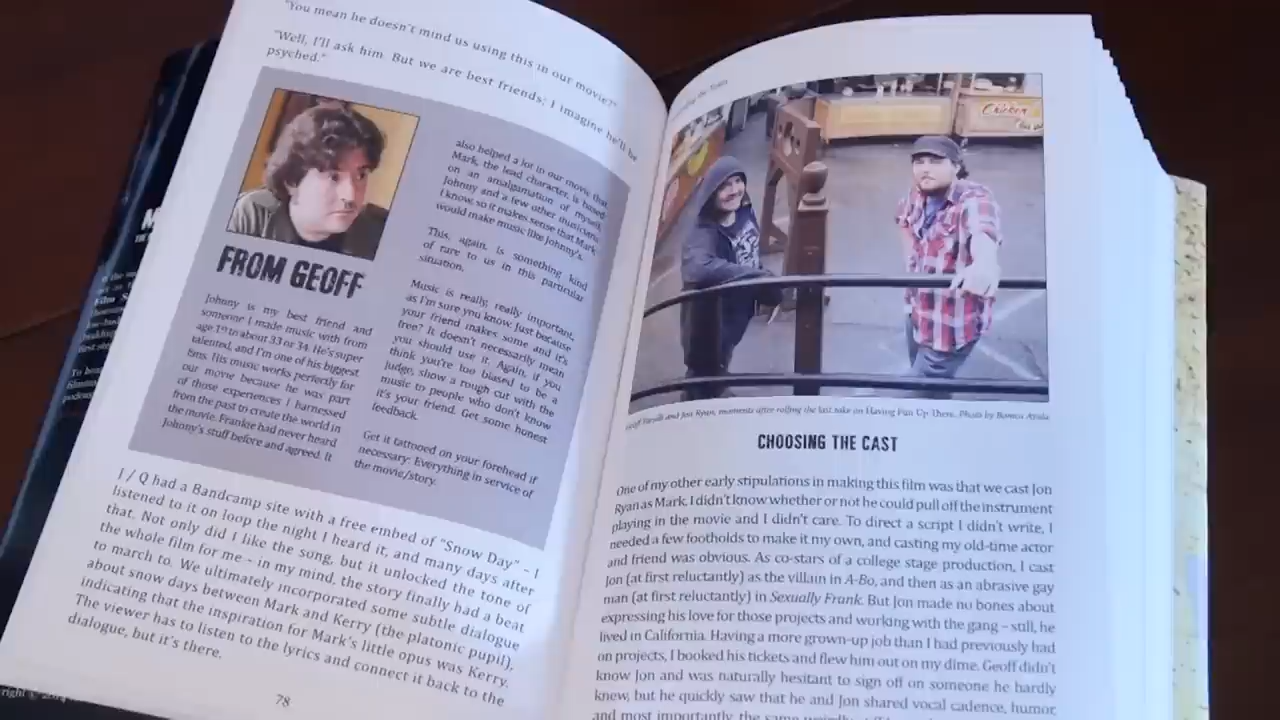 "You mean he doesn't mind us using this in our movie?"
"Well, I'll ask him. But we are best friends; I imagine he'll be
psyched."
FROM GEOFF
Johnny is my best friend and
someone I made music with from
age 19 to about 33 or 34. He's super
talented, and I'm one of his biggest
fans. His music works perfectly for
our movie because he was part
of those experiences I harnessed
from the past to create the world in
the movie. Franke had never heard
Johnny's stuff before and agreed. It
also helped a lot in our movie that
Mark, the lead character, is based
on an amalgamation of myself,
Johnny and a few other musicians
I know, so it makes sense that Mark
would make music like Johnny's.
This, again, is something kind
of rare to us in this particular
situation.
Music is really, really important,
as I'm sure you know. Just because
your friend makes some and it's
free? It doesn't necessarily mean
you should use it. Again, if you
think you're too biased to be a
judge, show a rough cut with the
music to people who don't know
it's your friend. Get some honest
feedback.
Get it tattooed on your forehead if
necessary: Everything in service of
the movie/story.
J / Q had a Bandcamp site with a free embed of "Snow Day" – I
listened to it on loop the night I heard it, and many days after
that. Not only did I like the song, but it unlocked the tone of
the whole film for me – in my mind, the story finally had a beat
to march to. We ultimately incorporated some subtle dialogue
about snow days between Mark and Kerry (the platonic pupil),
indicating that the inspiration for Mark's little opus was Kerry.
The viewer has to listen to the lyrics and connect it back to the
dialogue, but it's there.
78
the Team
Chicken
and Jon Ryan, moments after rolling the last take on Having Fun Up There. Photo by
CHOOSING THE CAST
One of my other early stipulations in making this film was that we cast Jon
Ryan as Mark. I didn't know whether or not he could pull off the instrument
playing in the movie and I didn't care. To direct a script I didn't write, I
needed a few footholds to make it my own, and casting my old-time actor
and friend was obvious. As co-stars of a college stage production, I cast
Jon (at first reluctantly) as the villain in A-Bo, and then as an abrasive gay
man (at first reluctantly) in Sexually Frank. But Jon made no bones about
expressing his love for those projects and working with the gang – still, he
lived in California. Having a more grown-up job than I had previously had
on projects, I booked his tickets and flew him out on my dime. Geoff didn't
know Jon and was naturally hesitant to sign off on someone he hardly
knew, but he quickly saw that he and Jon shared vocal cadence, humor,
and most importantly, the same